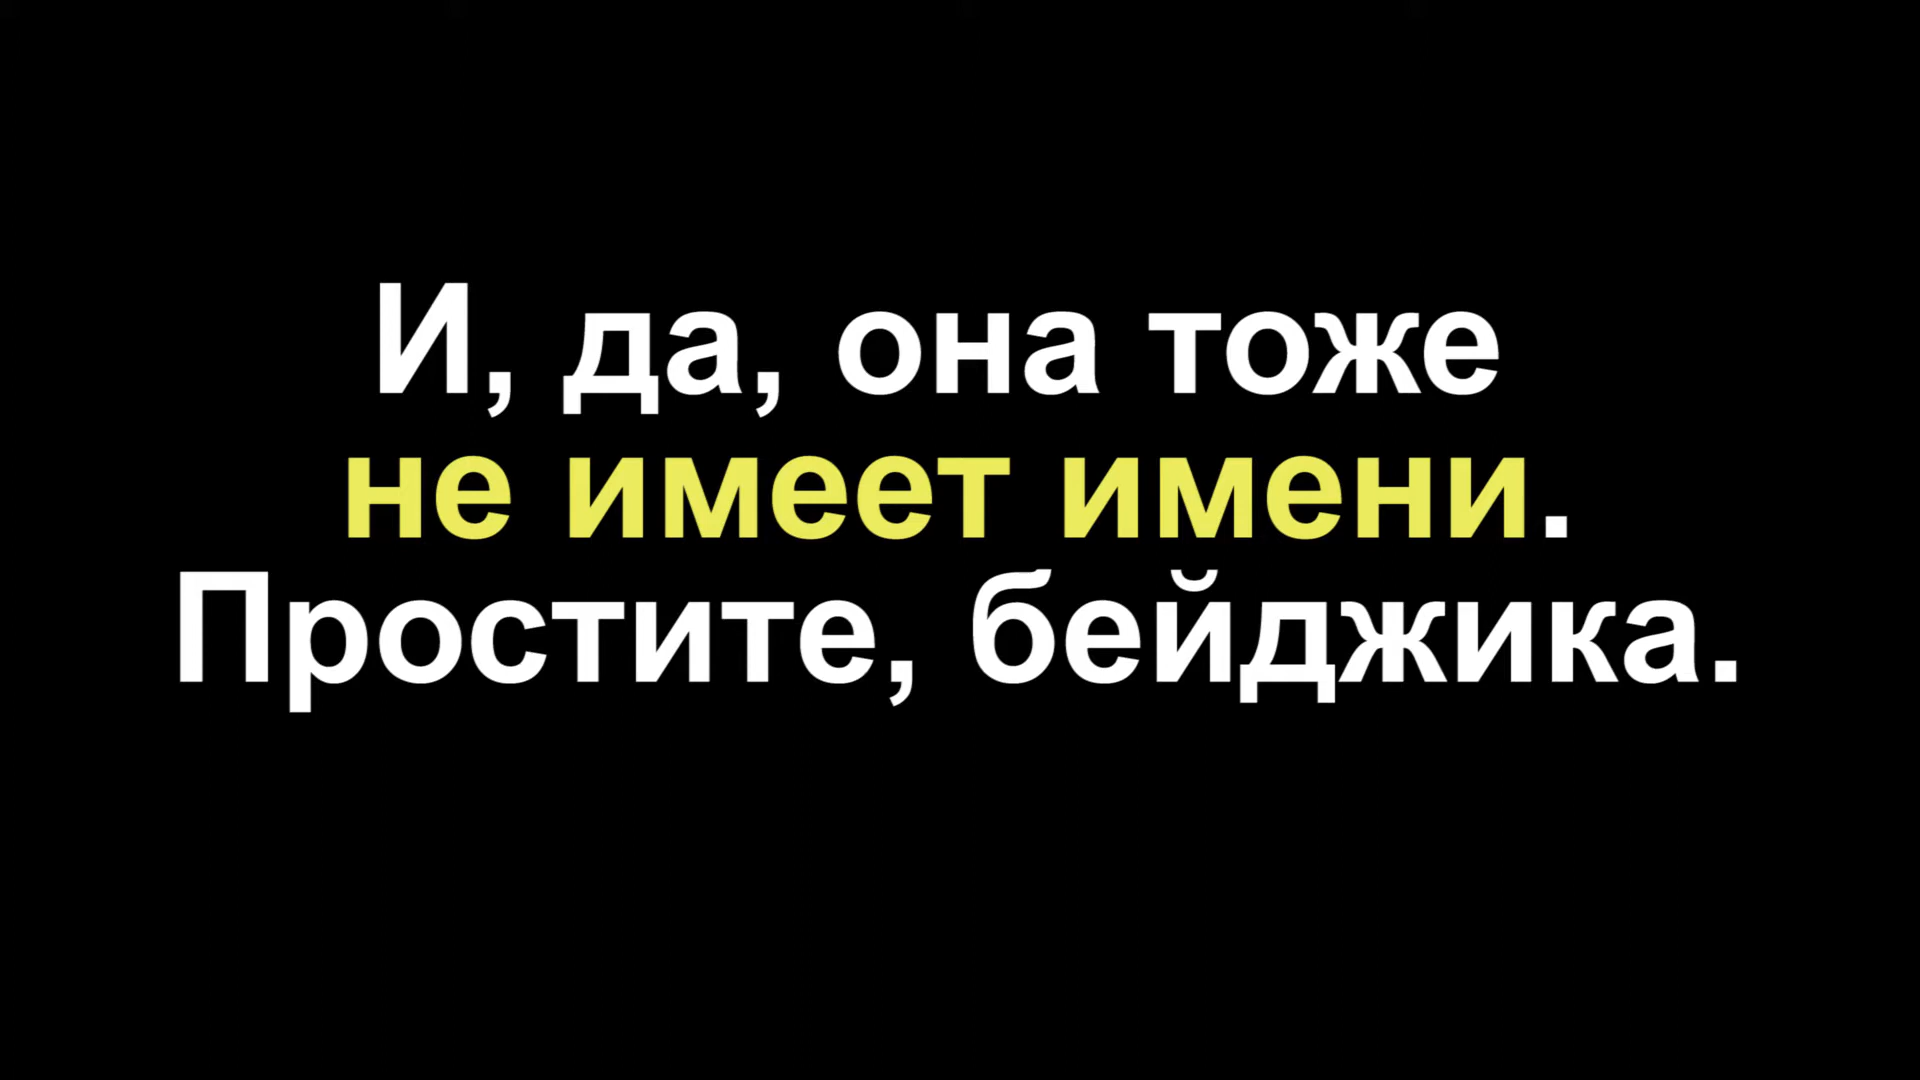 И, да, она тоже
не имеет имени.
Простите, бейджика.